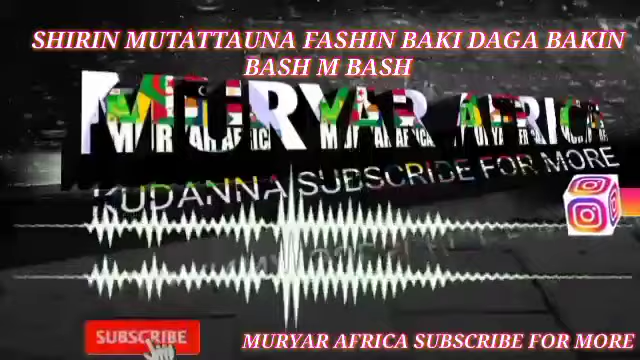 SHIRIN MUTATTAUNA FASHIN BAKI DAGA BAKIN
BASH M BASH
MURYAR AFRICA
KUDANNA SUBSCRIBE FOR MORE
SUBSCRIBE
MURYAR AFRICA SUBSCRIBE FOR MORE